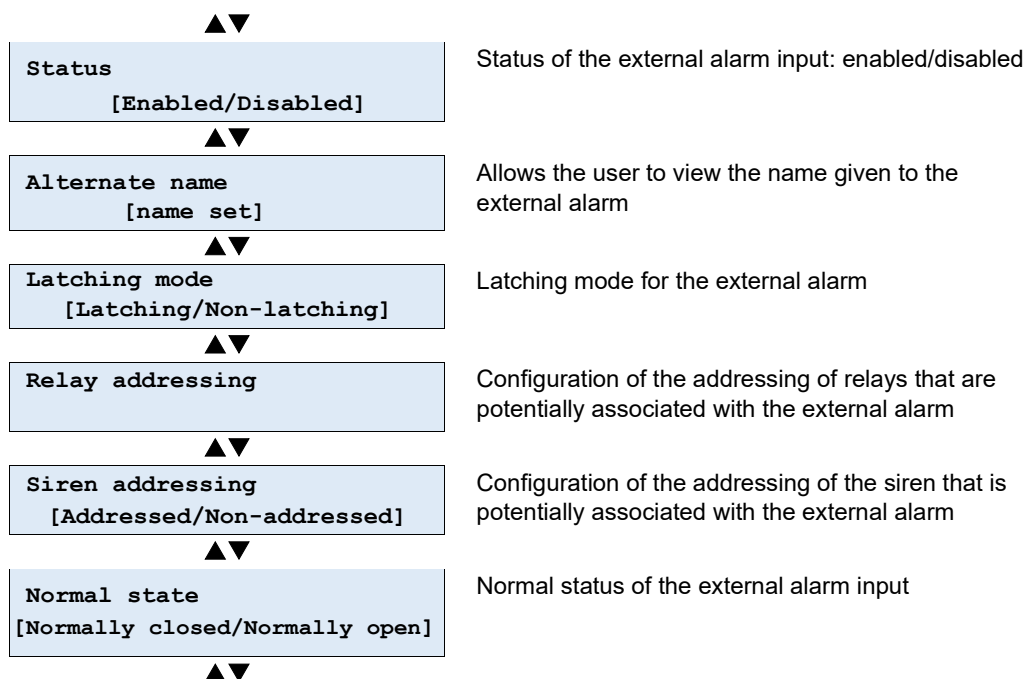 ▲▼
Status
[Enabled/Disabled]
Status of the external alarm input: enabled/disabled
▲▼
Alternate name
[name set]
Allows the user to view the name given to the
external alarm
▲▼
Latching mode
[Latching/Non-latching]
Latching mode for the external alarm
▲▼
Relay addressing
Configuration of the addressing of relays that are
potentially associated with the external alarm
▲▼
Siren addressing
[Addressed/Non-addressed]
Configuration of the addressing of the siren that is
potentially associated with the external alarm
▲▼
Normal state
[Normally closed/Normally open]
Normal status of the external alarm input
▲▼